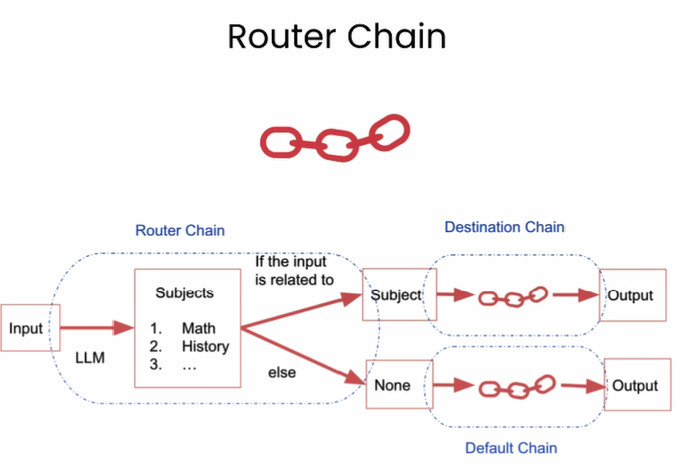 Router Chain
Router Chain
Destination Chain
If the input
is related to
Subjects
1. Math
2. History
3. ...
Input
LLM
else
Subject
Output
None
Output
Default Chain